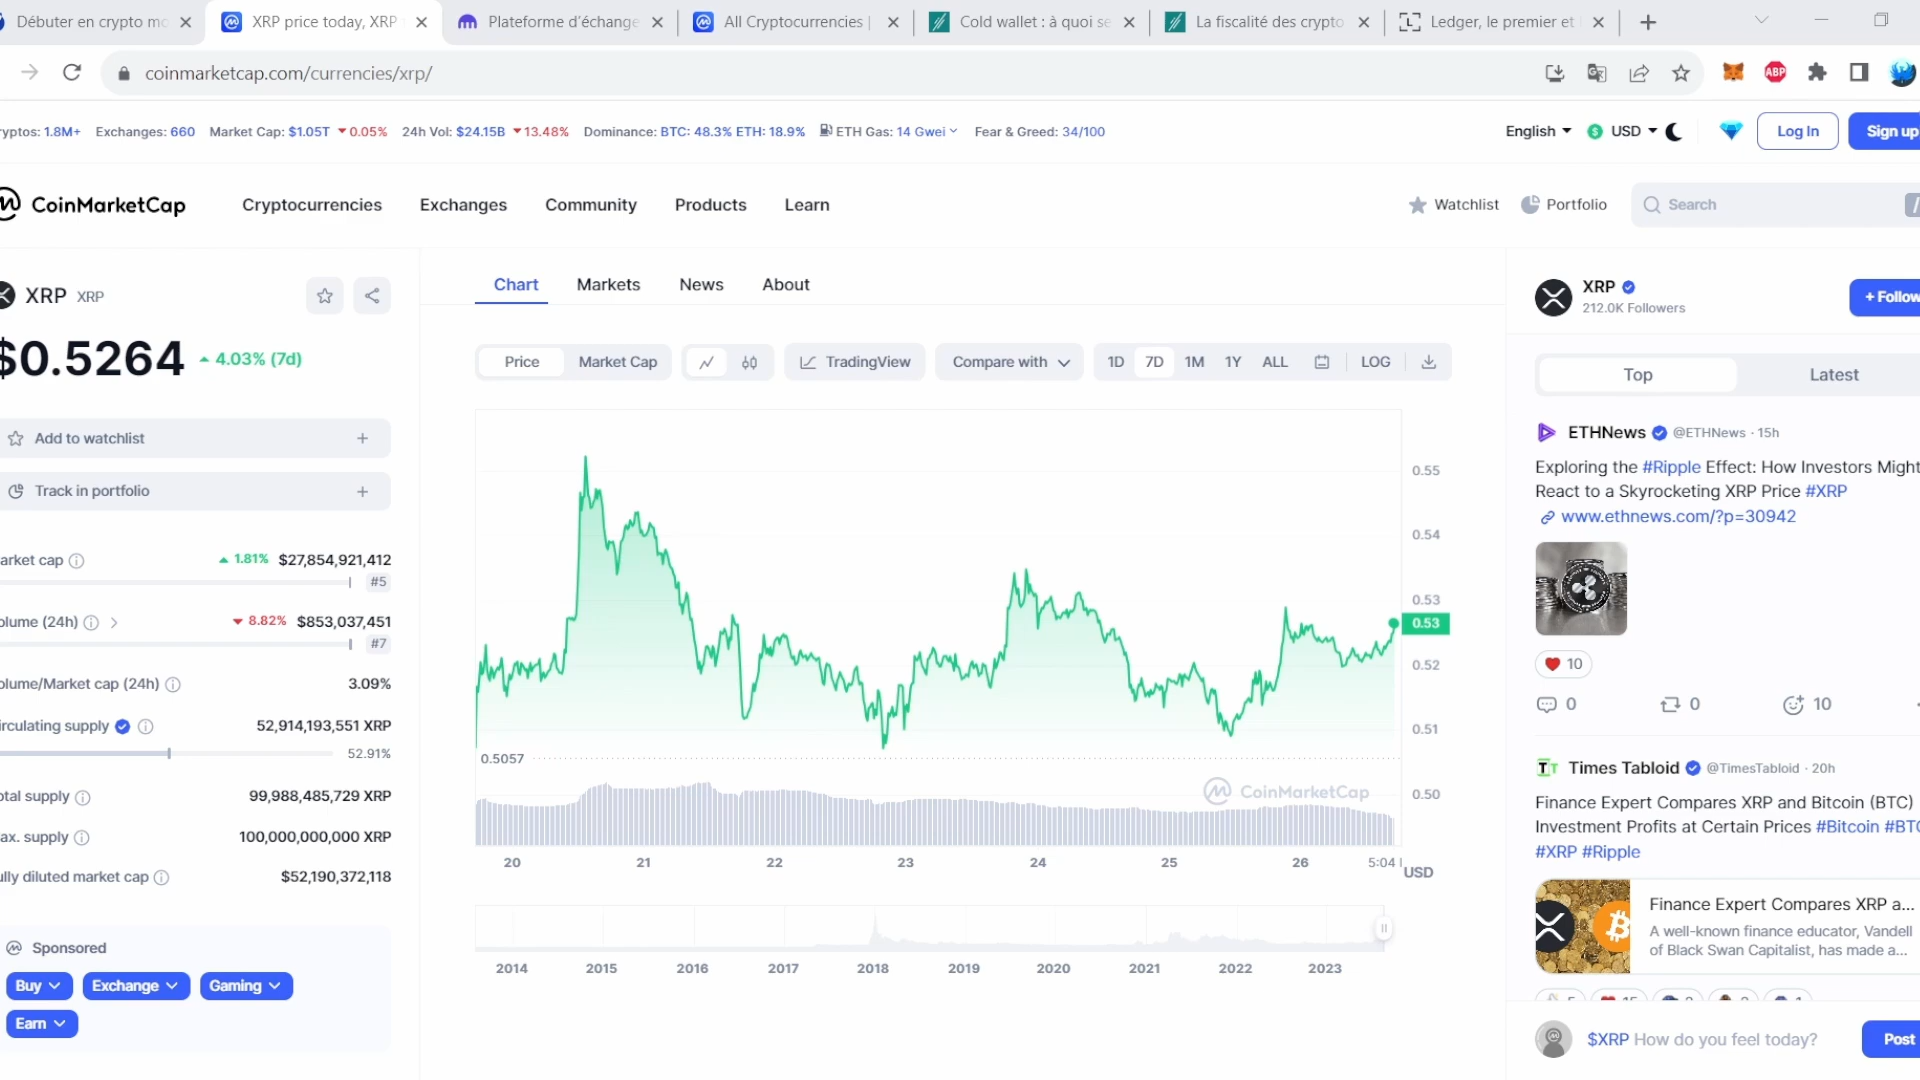 Débuter en crypto mo
XRP price today, XRP
Plateforme d'échange
All Cryptocurrencies |
Cold wallet : à quoi se
La fiscalité des crypto
Ledger, le premier et
coinmarketcap.com/currencies/xrp/
ABP
ryptos: 1.8M+ Exchanges: 660 Market Cap: $1.05T 0.05% 24h Vol: $24.15B 13.48% Dominance: BTC: 48.3% ETH: 18.9% ETH Gas: 14 Gwei Fear & Greed: 34/100
English USD Log In Sign up
CoinMarketCap Cryptocurrencies Exchanges Community Products Learn Watchlist Portfolio Search /
XRP XRP
$0.5264 4.03% (7d)
Add to watchlist +
Track in portfolio +
arket cap 1.81% $27,854,921,412
#5
olume (24h) 8.82% $853,037,451
#7
olume/Market cap (24h) 3.09%
irculating supply 52,914,193,551 XRP
52.91%
otal supply 99,988,485,729 XRP
ax. supply 100,000,000,000 XRP
ully diluted market cap $52,190,372,118
Sponsored
Buy Exchange Gaming
Earn
Chart Markets News About
Price Market Cap TradingView Compare with 1D 7D 1M 1Y ALL LOG
0.55
0.54
0.53
0.53
0.52
0.51
0.5057
0.50
CoinMarketCap
20 21 22 23 24 25 26 5:04
USD
2014 2015 2016 2017 2018 2019 2020 2021 2022 2023
XRP
212.0K Followers
+ Follow
Top Latest
ETHNews @ETHNews · 15h
Exploring the #Ripple Effect: How Investors Might
React to a Skyrocketing XRP Price #XRP
www.ethnews.com/?p=30942
10
0 0 10
TT Times Tabloid @TimesTabloid · 20h
Finance Expert Compares XRP and Bitcoin (BTC)
Investment Profits at Certain Prices #Bitcoin #BTC
#XRP #Ripple
Finance Expert Compares XRP a...
A well-known finance educator, Vandell
of Black Swan Capitalist, has made a...
$XRP How do you feel today?
Post